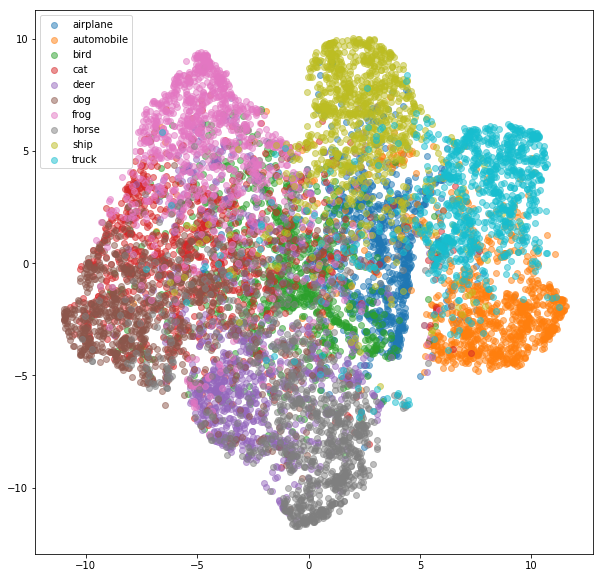 airplane
automobile
bird
cat
deer
dog
frog
horse
ship
truck
10
5
0
−5
−10
−10
−5
0
5
10